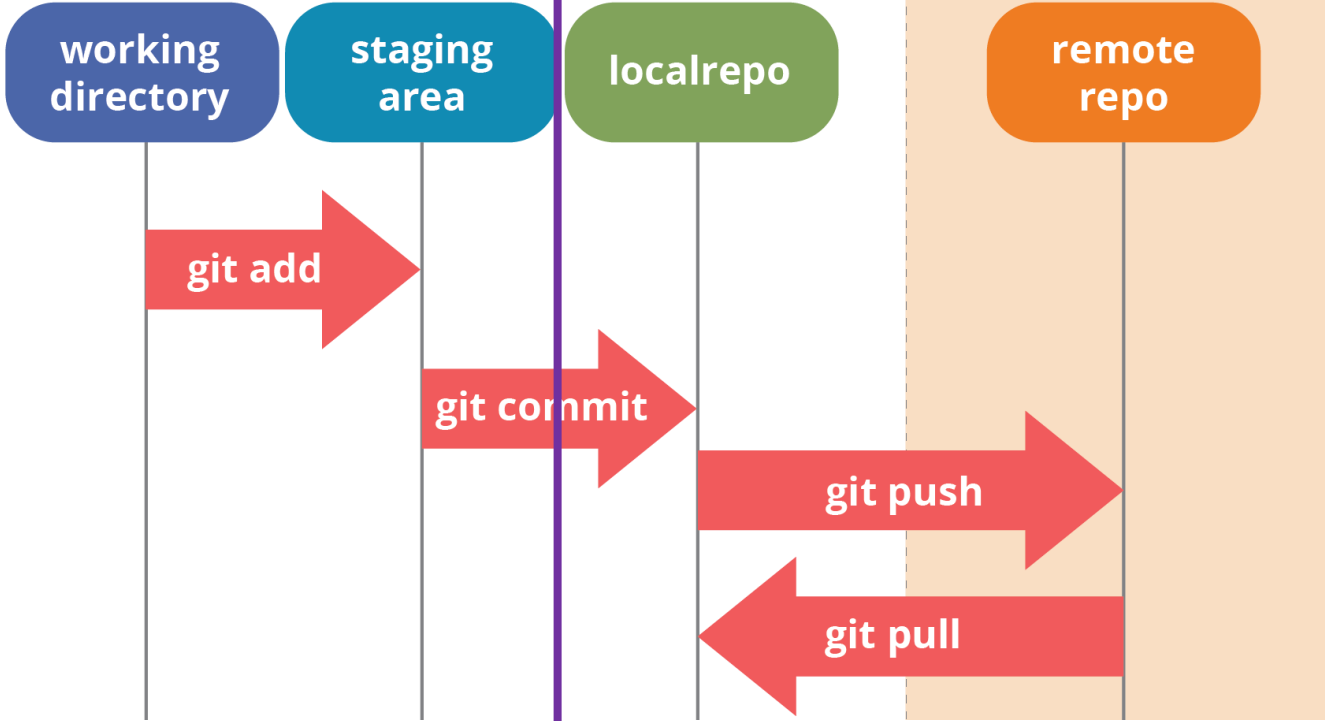 working
directory
staging
area
localrepo
remote
repo
git add
git commit
git push
git pull